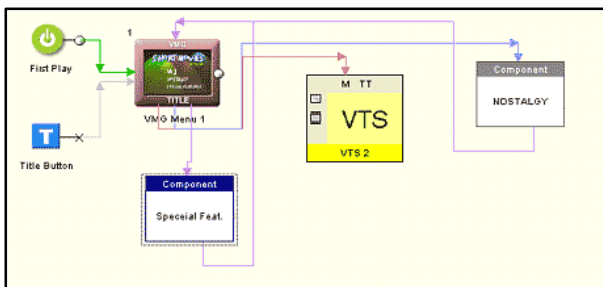 1
VMG
First Play
TITLE
VMG Menu 1
T
Title Button
M TT
VTS
VTS 2
Component
NOSTALGY
Component
Speceial Feat.